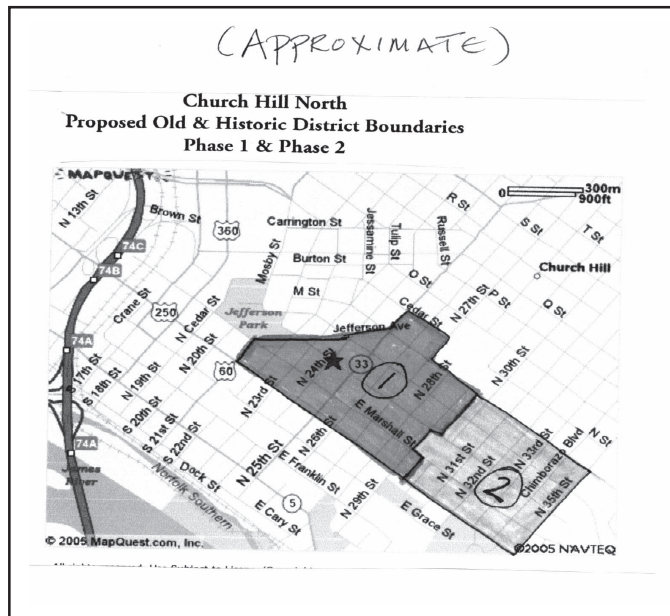 (APPROXIMATE)
Church Hill North
Proposed Old & Historic District Boundaries
Phase 1 & Phase 2
MAPQUEST
300m
0
900ft
N 13th St
Brown St
74C
360
Carrington St
Mosby St
Jessamine St
Tulip St
Russell St
R St
S St
T St
Burton St
Church Hill
74B
M St
O St
P St
Q St
Crane St
250
Jefferson
Park
Cedar St
N 27th St
N Cedar St
Jefferson Ave
74A
N 20th St
60
N 24th St
33
1
N 28th St
N 30th St
S 17th St
S 18th St
N 19th St
N 23rd St
E Marshall St
S 20th St
S 21st St
S 22nd St
N 26th St
N 31st St
N 32nd St
N 33rd St
Chimborazo Blvd
N St
74A
James
River
Dock St
N 25th St
E Franklin St
2
N 35th St
Norfolk Southern
5
N 29th St
E Cary St
E Grace St
© 2005 MapQuest.com, Inc.
©2005 NAVTEQ